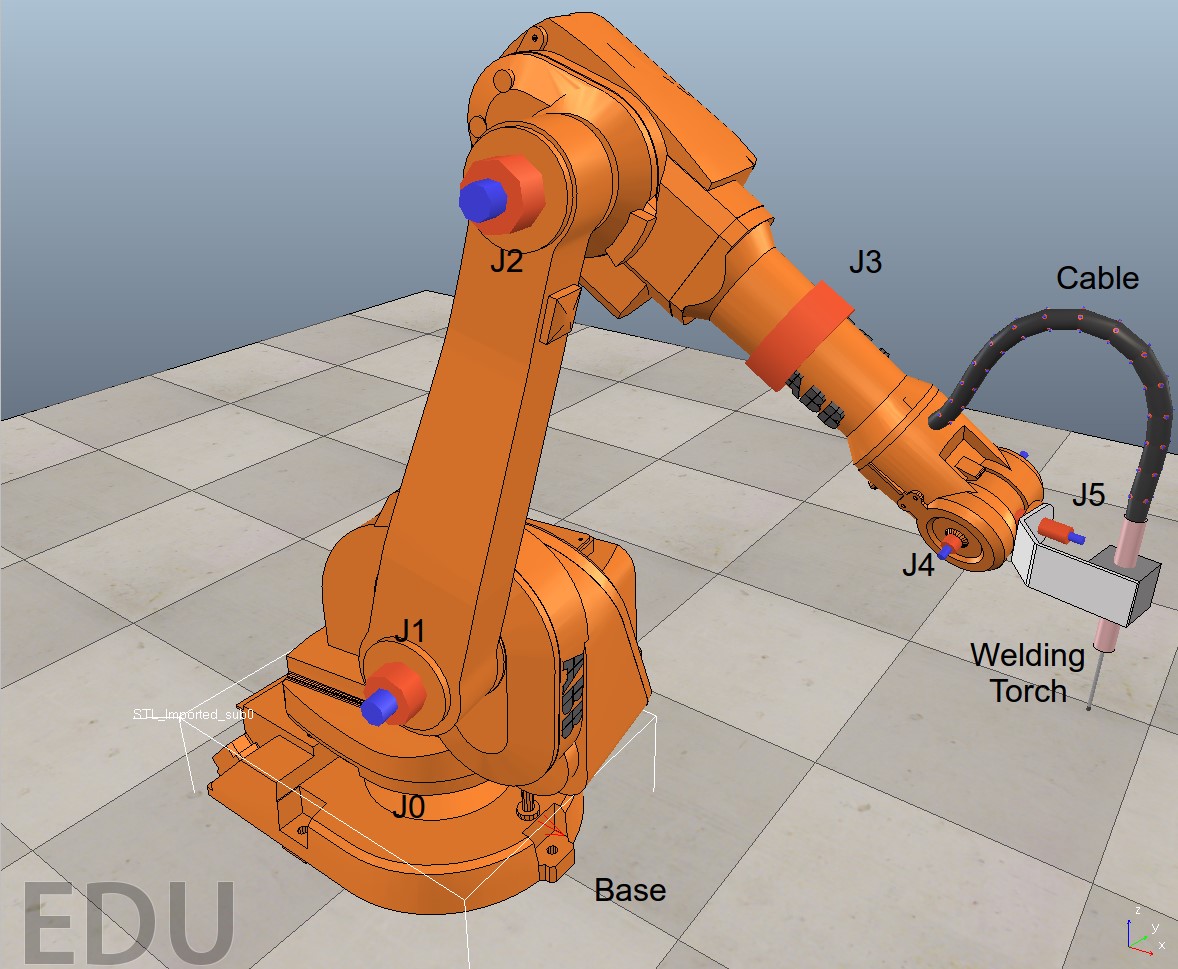 J2
J3
Cable
J5
J4
J1
Welding
Torch
STL_Imported_sub0
J0
Base
EDU
z
y
x